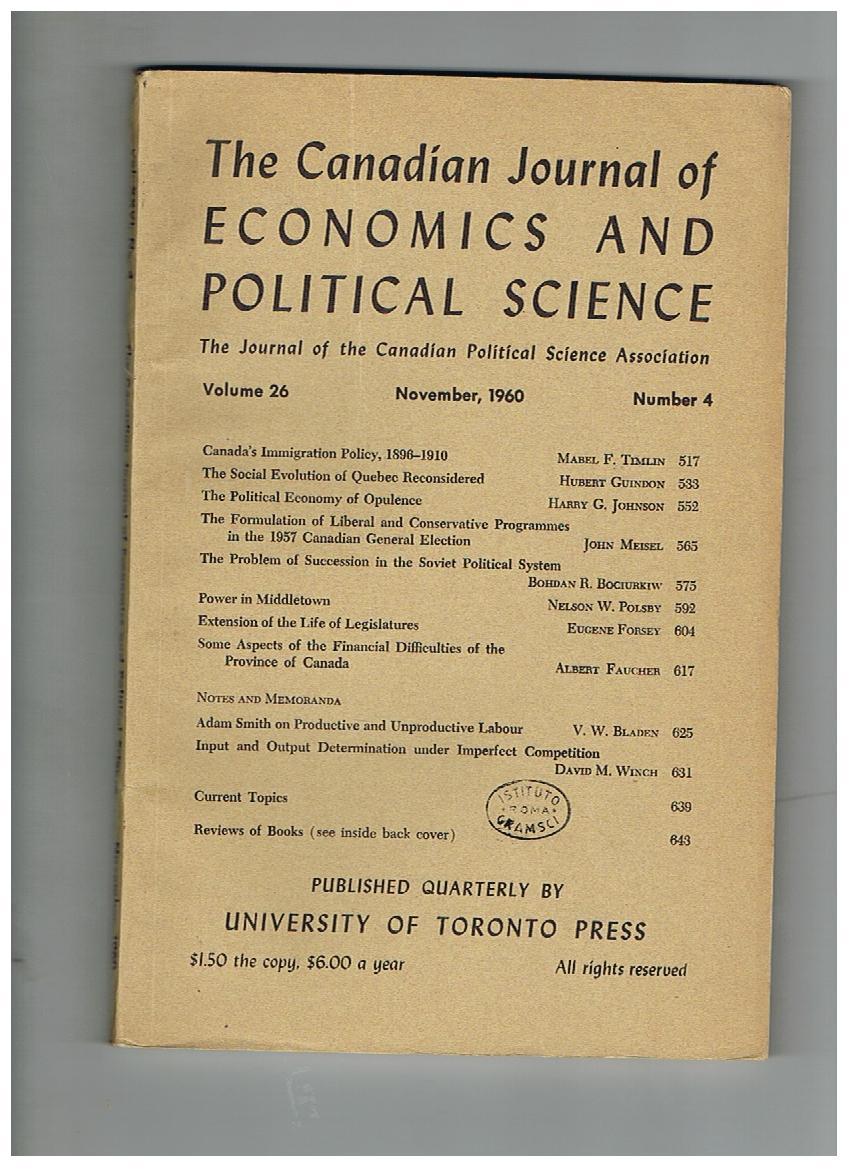 The Canadian Journal of
ECONOMICS AND
POLITICAL SCIENCE
The Journal of the Canadian Political Science Association
Volume 26 November, 1960 Number 4
Canada's Immigration Policy, 1896–1910 MABEL F. TIMLIN 517
The Social Evolution of Quebec Reconsidered HUBERT GUINDON 533
The Political Economy of Opulence HARRY G. JOHNSON 552
The Formulation of Liberal and Conservative Programmes
in the 1957 Canadian General Election JOHN MEISEL 565
The Problem of Succession in the Soviet Political System
BOHDAN R. BOCIURKIW 575
Power in Middletown NELSON W. POLSBY 592
Extension of the Life of Legislatures EUGENE FORSEY 604
Some Aspects of the Financial Difficulties of the
Province of Canada ALBERT FAUCHER 617
NOTES AND MEMORANDA
Adam Smith on Productive and Unproductive Labour V. W. BLADEN 625
Input and Output Determination under Imperfect Competition
DAVID M. WINCH 631
Current Topics 639
ISTITUTO
ROMA
GRAMSCI
Reviews of Books (see inside back cover) 643
PUBLISHED QUARTERLY BY
UNIVERSITY OF TORONTO PRESS
$1.50 the copy, $6.00 a year All rights reserved